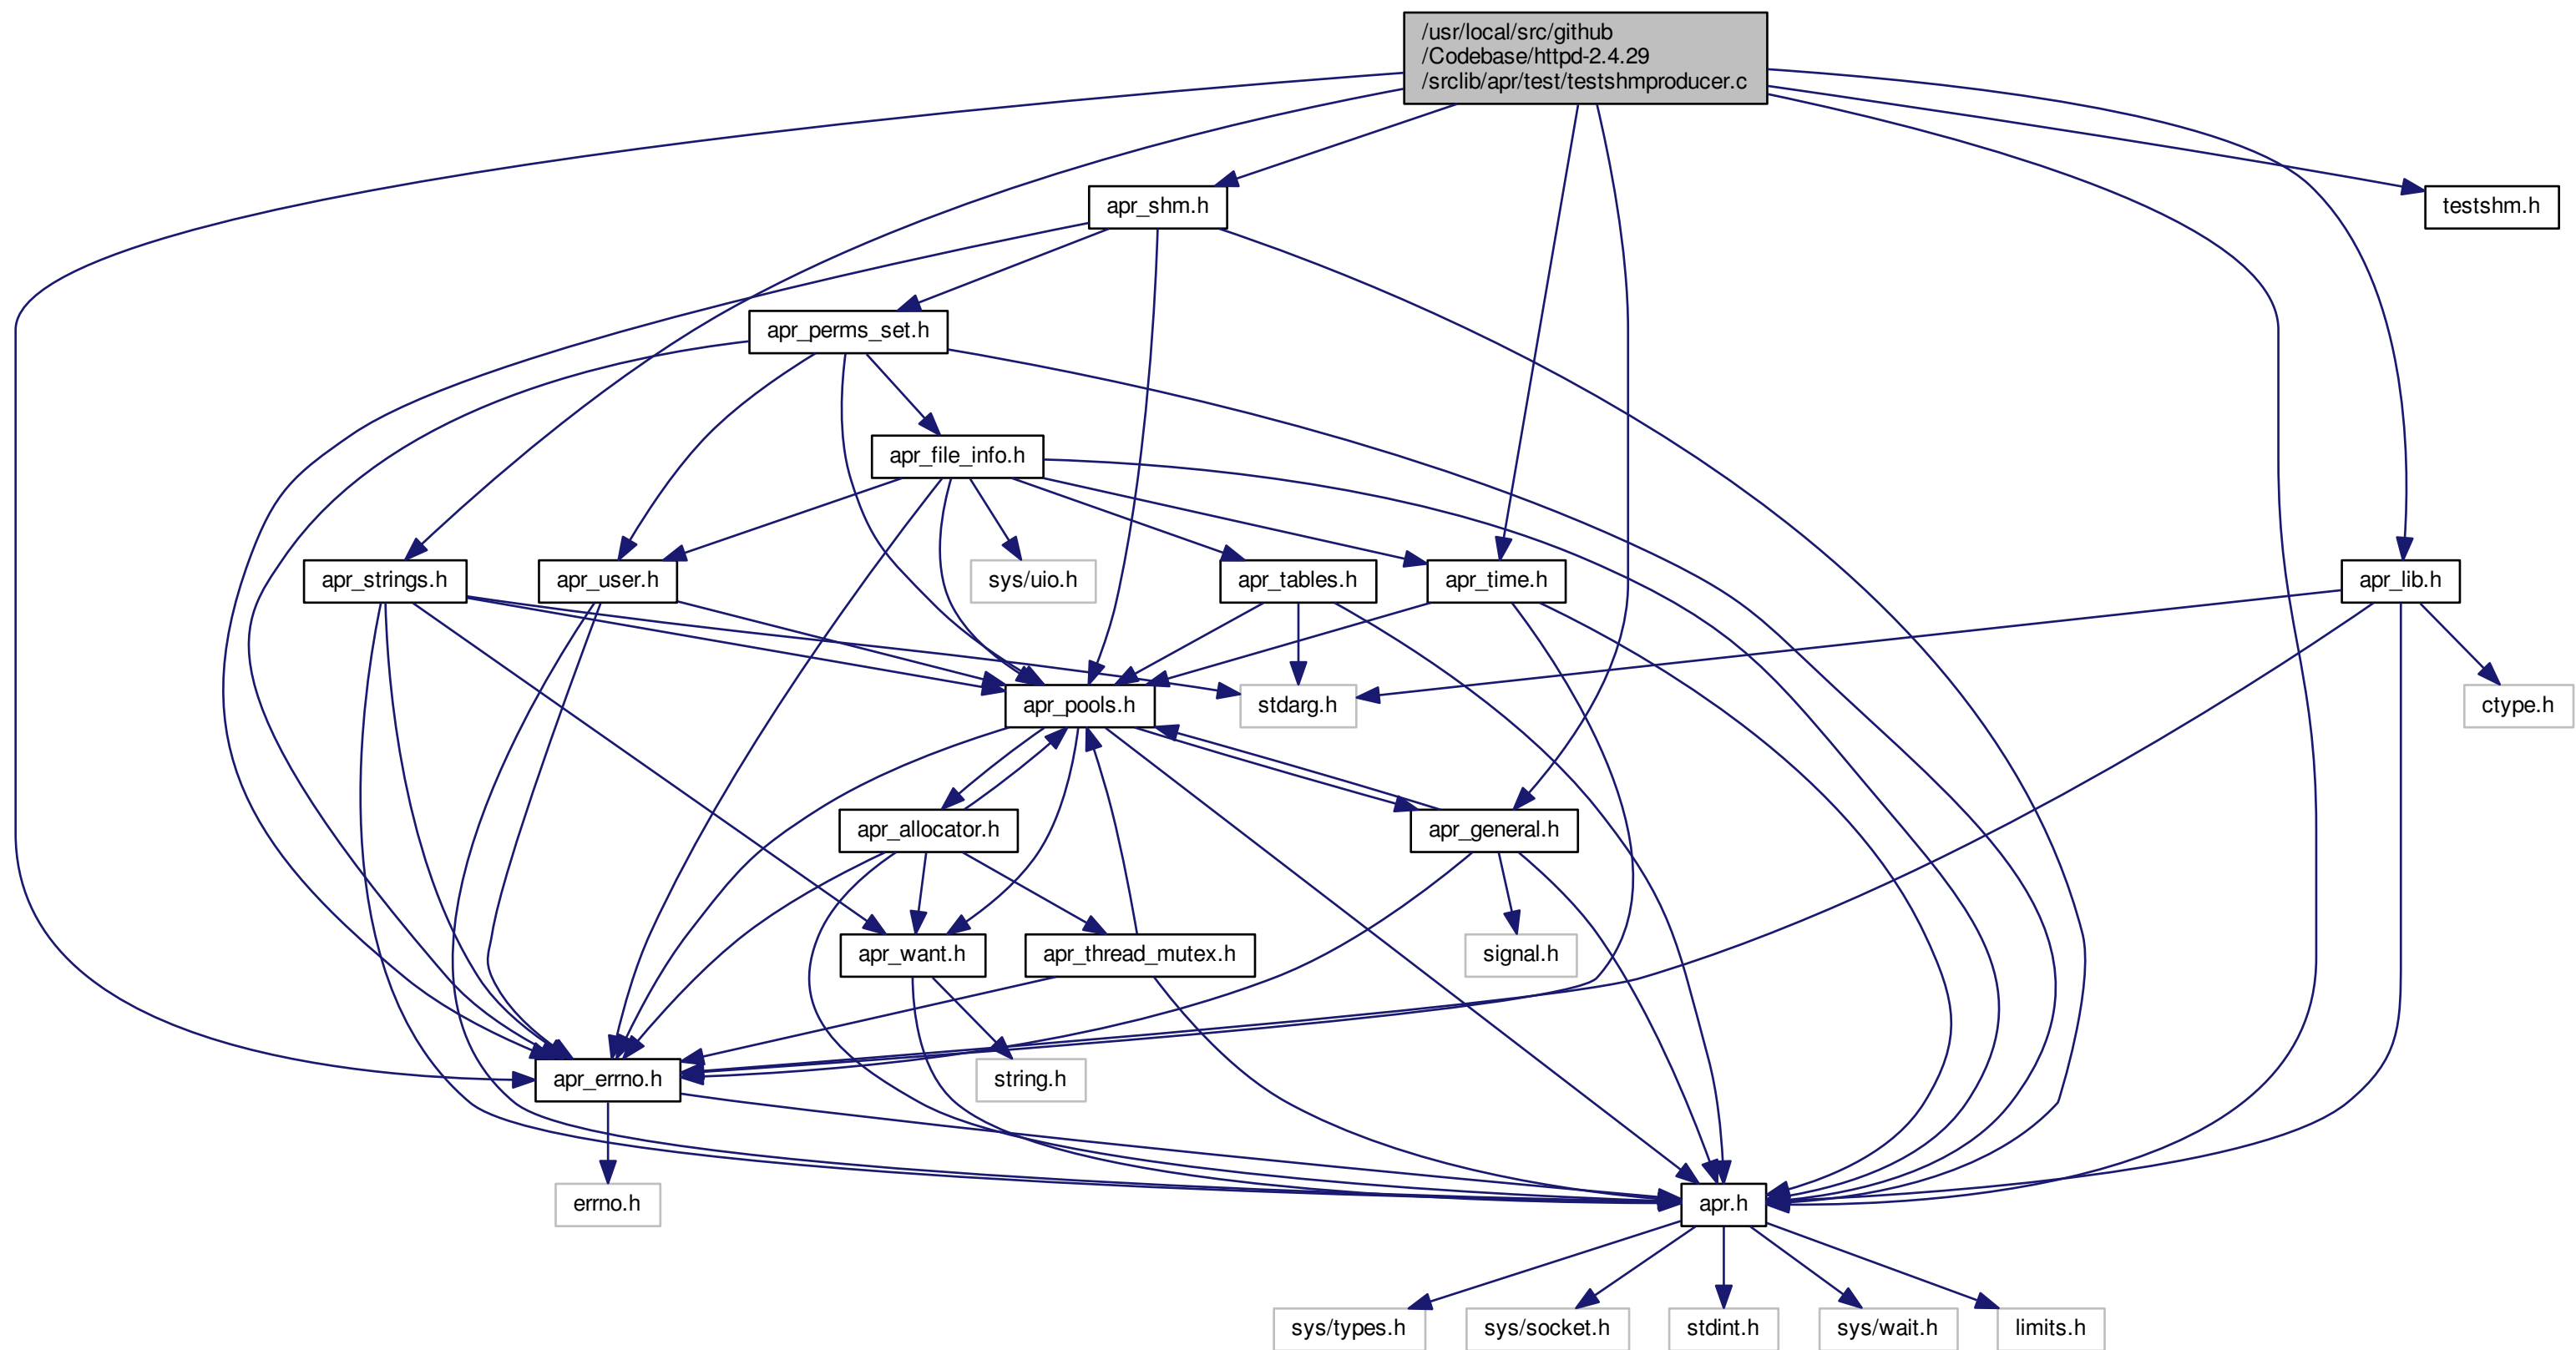 /usr/local/src/github
/Codebase/httpd-2.4.29
/srclib/apr/test/testshmproducer.c
apr_shm.h
testshm.h
apr_perms_set.h
apr_file_info.h
apr_strings.h
apr_user.h
sys/uio.h
apr_tables.h
apr_time.h
apr_lib.h
apr_pools.h
stdarg.h
ctype.h
apr_allocator.h
apr_general.h
apr_want.h
apr_thread_mutex.h
signal.h
apr_errno.h
string.h
errno.h
apr.h
sys/types.h
sys/socket.h
stdint.h
sys/wait.h
limits.h